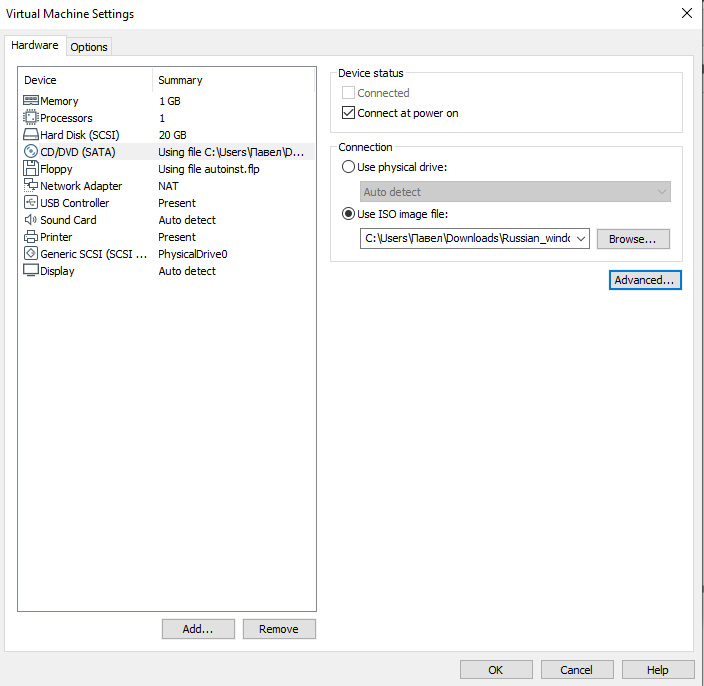 Virtual Machine Settings
Hardware Options
Device Summary
Memory 1 GB
Processors 1
Hard Disk (SCSI) 20 GB
CD/DVD (SATA) Using file C:\Users\Павел\D...
Floppy Using file autoinst.flp
Network Adapter NAT
USB Controller Present
Sound Card Auto detect
Printer Present
Generic SCSI (SCSI ... PhysicalDrive0
Display Auto detect
Add... Remove
Device status
Connected
Connect at power on
Connection
Use physical drive:
Auto detect
Use ISO image file:
C:\Users\Павел\Downloads\Russian_windo Browse...
Advanced...
OK Cancel Help